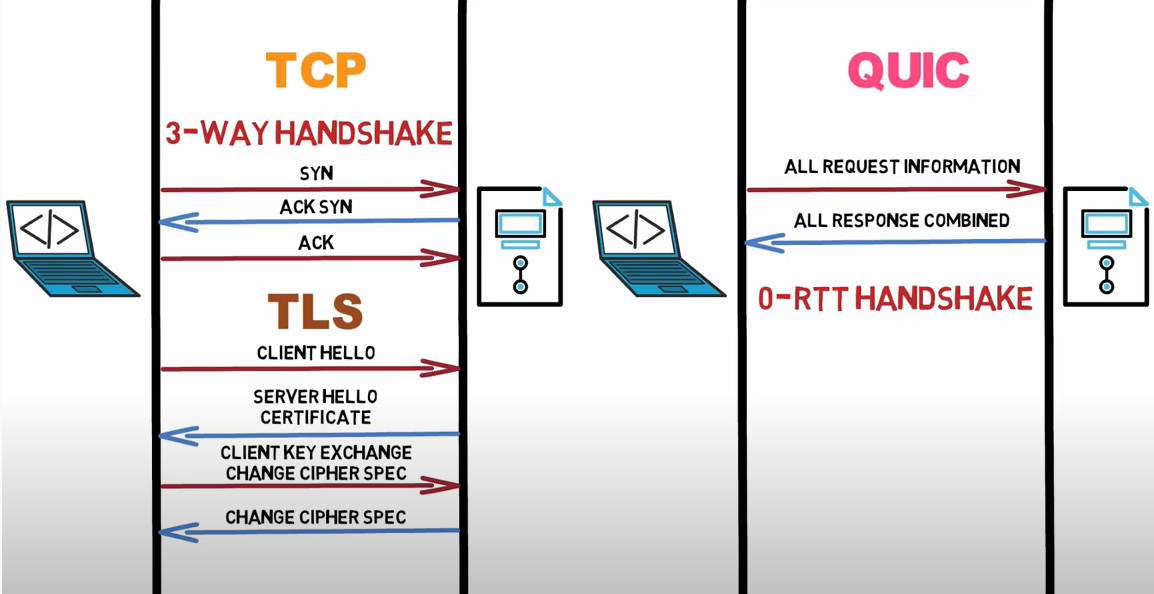 TCP
3-WAY HANDSHAKE
SYN
ACK SYN
ACK
TLS
CLIENT HELLO
SERVER HELLO
CERTIFICATE
CLIENT KEY EXCHANGE
CHANGE CIPHER SPEC
CHANGE CIPHER SPEC
QUIC
ALL REQUEST INFORMATION
ALL RESPONSE COMBINED
0-RTT HANDSHAKE